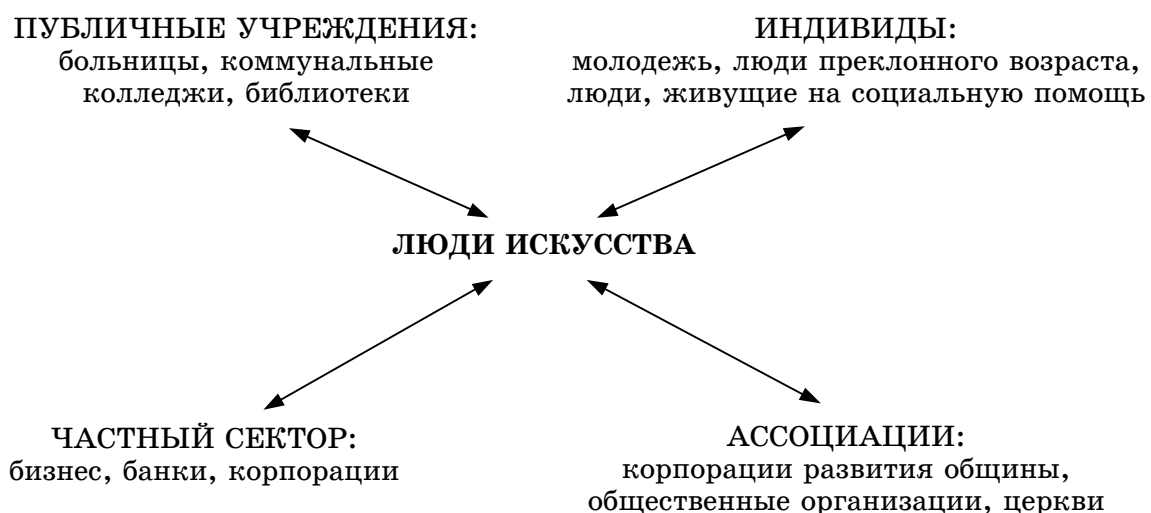 ПУБЛИЧНЫЕ УЧРЕЖДЕНИЯ:
больницы, коммунальные
колледжи, библиотеки
ИНДИВИДЫ:
молодежь, люди преклонного возраста,
люди, живущие на социальную помощь
ЛЮДИ ИСКУССТВА
ЧАСТНЫЙ СЕКТОР:
бизнес, банки, корпорации
АССОЦИАЦИИ:
корпорации развития общины,
общественные организации, церкви